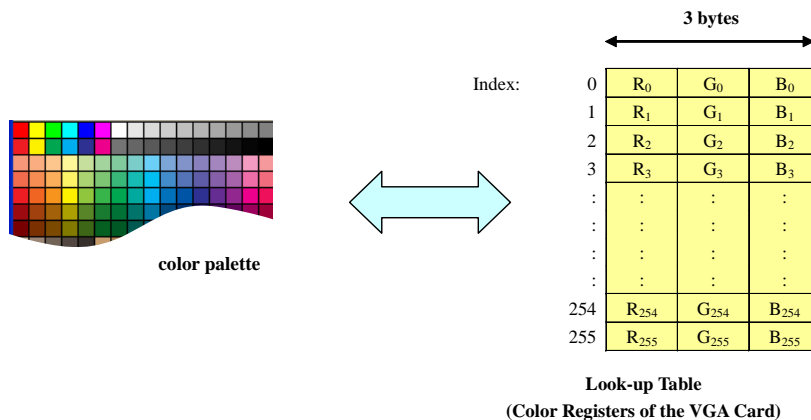 3 bytes
Index: 0 R₀ G₀ B₀
1 R₁ G₁ B₁
2 R₂ G₂ B₂
3 R₃ G₃ B₃
: : : :
: : : :
: : : :
: : : :
254 R₂₅₄ G₂₅₄ B₂₅₄
255 R₂₅₅ G₂₅₅ B₂₅₅
color palette
Look-up Table
(Color Registers of the VGA Card)